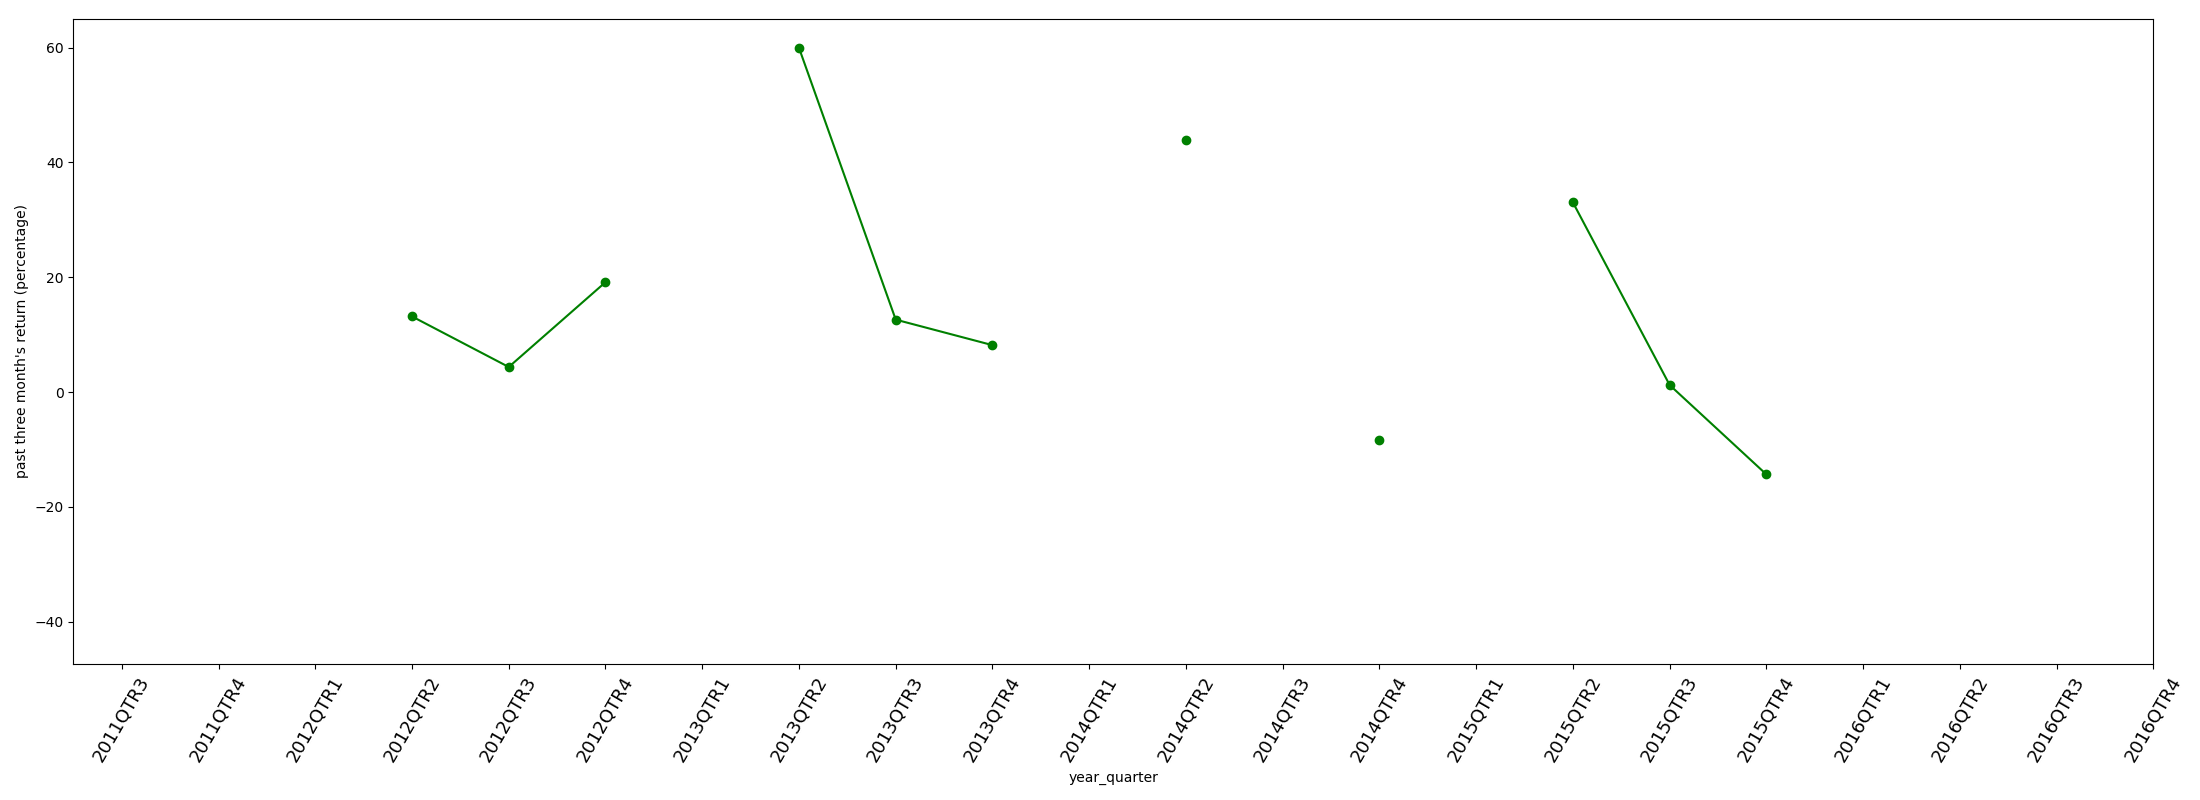 past three month's return (percentage)
60
40
20
0
−20
−40
2011QTR3
2011QTR4
2012QTR1
2012QTR2
2012QTR3
2012QTR4
2013QTR1
2013QTR2
2013QTR3
2013QTR4
2014QTR1
2014QTR2
2014QTR3
2014QTR4
2015QTR1
2015QTR2
2015QTR3
2015QTR4
2016QTR1
2016QTR2
2016QTR3
2016QTR4
year_quarter